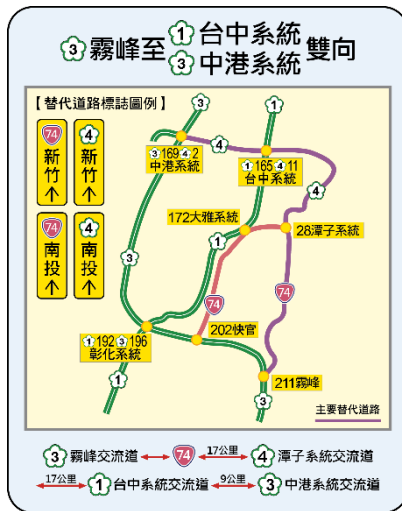 3 霧峰至 1 台中系統 雙向
3 中港系統
【替代道路標誌圖例】
74 新竹↑
4 新竹↑
74 南投↑
4 南投↑
3
1
4
3 169 4 2
中港系統
1 165 4 11
台中系統
4
172大雅系統
28潭子系統
1
3
74
74
202快官
1 192 3 196
彰化系統
211霧峰
1
3
主要替代道路
3 霧峰交流道 74 17公里 4 潭子系統交流道
17公里 1 台中系統交流道 9公里 3 中港系統交流道